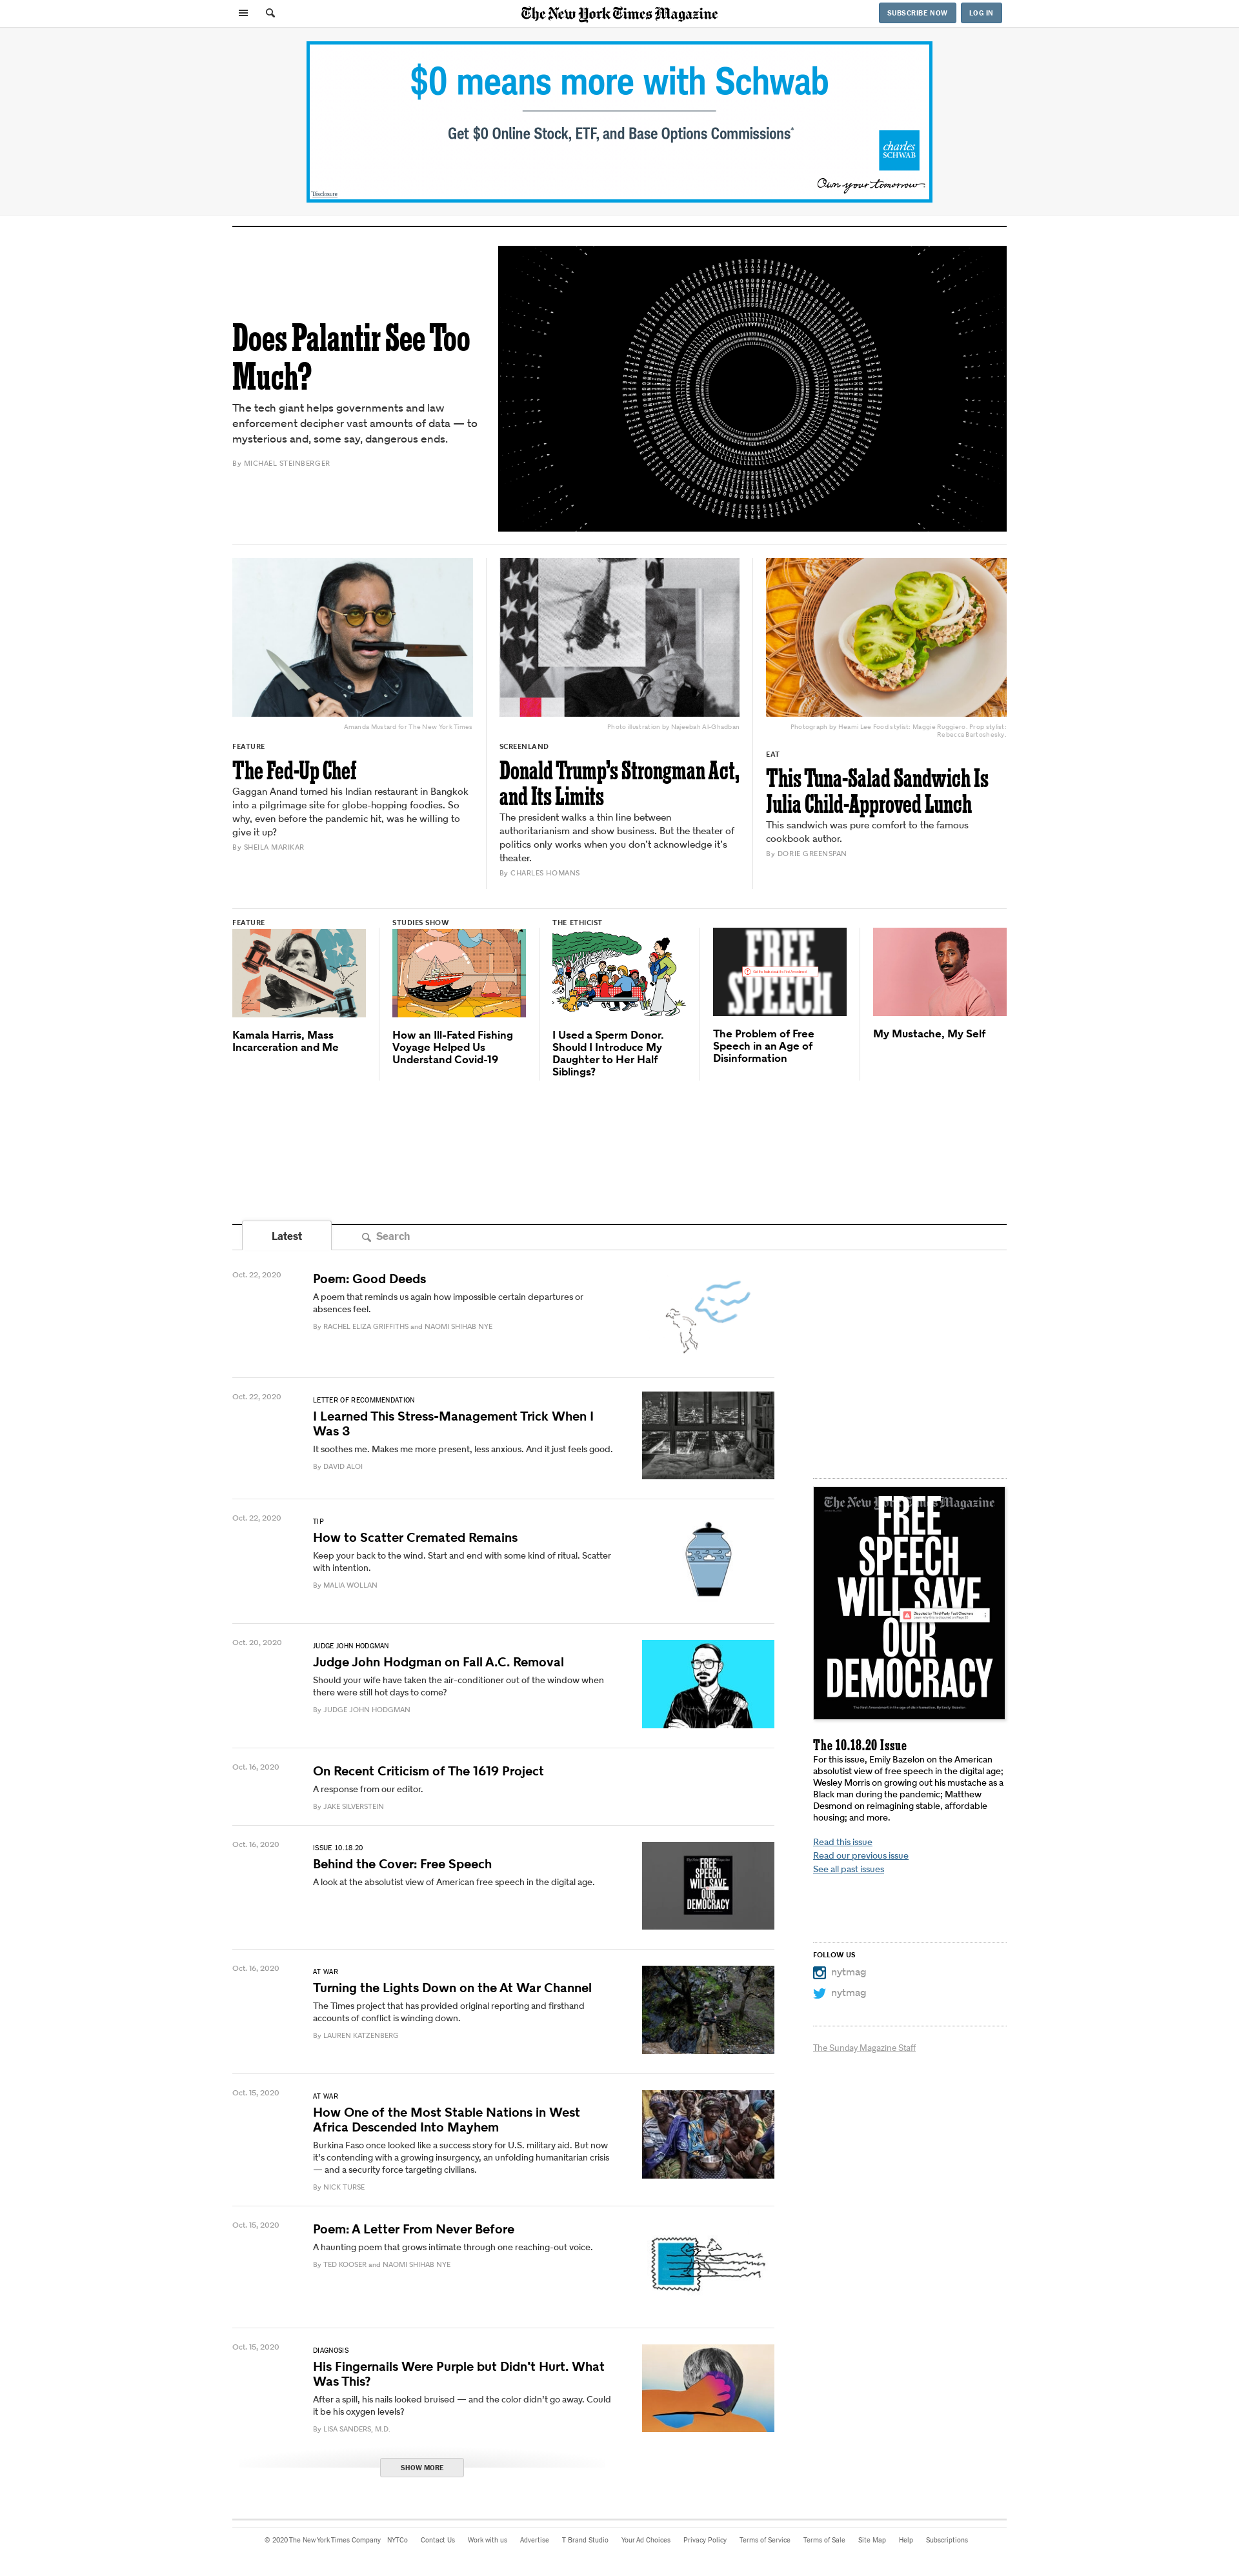 The New York Times Magazine
SUBSCRIBE NOW
LOG IN
$0 means more with Schwab
Get $0 Online Stock, ETF, and Base Options Commissions*
charles
SCHWAB
Own your tomorrow
*Disclosure
Does Palantir See Too
Much?
The tech giant helps governments and law
enforcement decipher vast amounts of data — to
mysterious and, some say, dangerous ends.
By MICHAEL STEINBERGER
Amanda Mustard for The New York Times
FEATURE
The Fed-Up Chef
Gaggan Anand turned his Indian restaurant in Bangkok
into a pilgrimage site for globe-hopping foodies. So
why, even before the pandemic hit, was he willing to
give it up?
By SHEILA MARIKAR
Photo illustration by Najeebah Al-Ghadban
SCREENLAND
Donald Trump’s Strongman Act,
and Its Limits
The president walks a thin line between
authoritarianism and show business. But the theater of
politics only works when you don’t acknowledge it’s
theater.
By CHARLES HOMANS
Photograph by Heami Lee Food stylist: Maggie Ruggiero. Prop stylist:
Rebecca Bartoshesky.
EAT
This Tuna-Salad Sandwich Is
Julia Child-Approved Lunch
This sandwich was pure comfort to the famous
cookbook author.
By DORIE GREENSPAN
FEATURE
Kamala Harris, Mass
Incarceration and Me
STUDIES SHOW
How an Ill-Fated Fishing
Voyage Helped Us
Understand Covid-19
THE ETHICIST
I Used a Sperm Donor.
Should I Introduce My
Daughter to Her Half
Siblings?
FREE
SPEECH
The Problem of Free
Speech in an Age of
Disinformation
My Mustache, My Self
Latest
Search
Oct. 22, 2020
Poem: Good Deeds
A poem that reminds us again how impossible certain departures or
absences feel.
By RACHEL ELIZA GRIFFITHS and NAOMI SHIHAB NYE
Oct. 22, 2020
LETTER OF RECOMMENDATION
I Learned This Stress-Management Trick When I
Was 3
It soothes me. Makes me more present, less anxious. And it just feels good.
By DAVID ALOI
Oct. 22, 2020
TIP
How to Scatter Cremated Remains
Keep your back to the wind. Start and end with some kind of ritual. Scatter
with intention.
By MALIA WOLLAN
Oct. 20, 2020
JUDGE JOHN HODGMAN
Judge John Hodgman on Fall A.C. Removal
Should your wife have taken the air-conditioner out of the window when
there were still hot days to come?
By JUDGE JOHN HODGMAN
Oct. 16, 2020
On Recent Criticism of The 1619 Project
A response from our editor.
By JAKE SILVERSTEIN
Oct. 16, 2020
ISSUE 10.18.20
Behind the Cover: Free Speech
A look at the absolutist view of American free speech in the digital age.
FREE
SPEECH
WILL SAVE
OUR
DEMOCRACY
Oct. 16, 2020
AT WAR
Turning the Lights Down on the At War Channel
The Times project that has provided original reporting and firsthand
accounts of conflict is winding down.
By LAUREN KATZENBERG
Oct. 15, 2020
AT WAR
How One of the Most Stable Nations in West
Africa Descended Into Mayhem
Burkina Faso once looked like a success story for U.S. military aid. But now
it’s contending with a growing insurgency, an unfolding humanitarian crisis
— and a security force targeting civilians.
By NICK TURSE
Oct. 15, 2020
Poem: A Letter From Never Before
A haunting poem that grows intimate through one reaching-out voice.
By TED KOOSER and NAOMI SHIHAB NYE
Oct. 15, 2020
DIAGNOSIS
His Fingernails Were Purple but Didn’t Hurt. What
Was This?
After a spill, his nails looked bruised — and the color didn’t go away. Could
it be his oxygen levels?
By LISA SANDERS, M.D.
SHOW MORE
The New York Times Magazine
FREE
SPEECH
WILL SAVE
OUR
DEMOCRACY
The 10.18.20 Issue
For this issue, Emily Bazelon on the American
absolutist view of free speech in the digital age;
Wesley Morris on growing out his mustache as a
Black man during the pandemic; Matthew
Desmond on reimagining stable, affordable
housing; and more.
Read this issue
Read our previous issue
See all past issues
FOLLOW US
nytmag
nytmag
The Sunday Magazine Staff
© 2020 The New York Times Company NYTCo Contact Us Work with us Advertise T Brand Studio Your Ad Choices Privacy Policy Terms of Service Terms of Sale Site Map Help Subscriptions